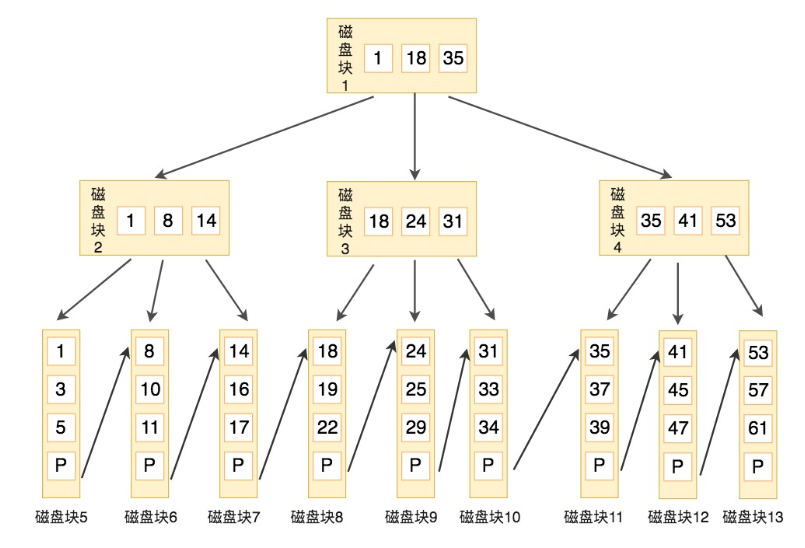 磁盘块1 1 18 35
磁盘块2 1 8 14
磁盘块3 18 24 31
磁盘块4 35 41 53
1 8 14 18 24 31 35 41 53
3 10 16 19 25 33 37 45 57
5 11 17 22 29 34 39 47 61
P P P P P P P P P
磁盘块5 磁盘块6 磁盘块7 磁盘块8 磁盘块9 磁盘块10 磁盘块11 磁盘块12 磁盘块13